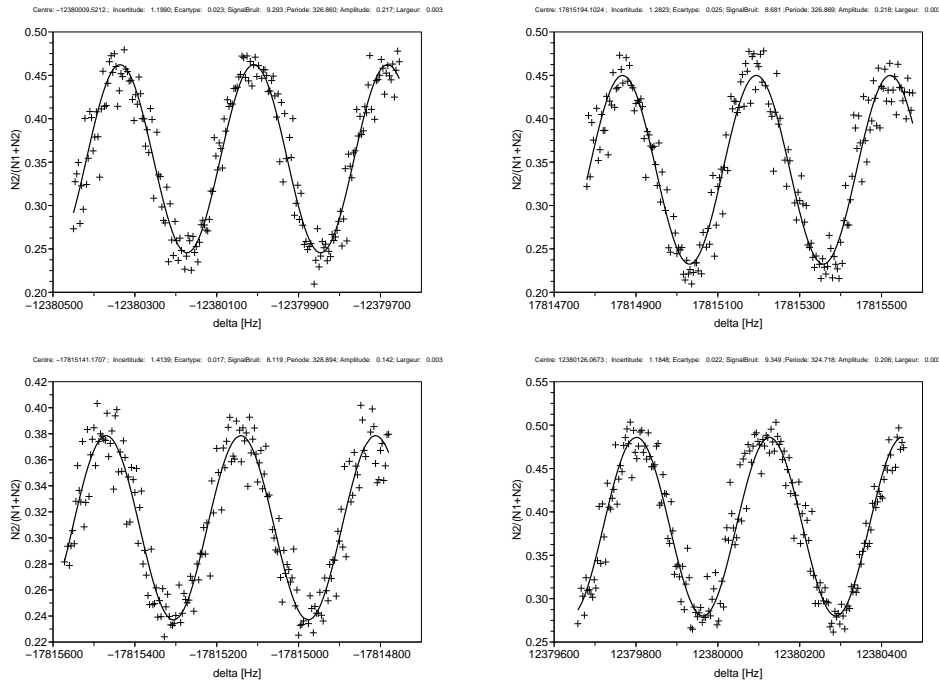 Centre: −12380009.5212 ; Incertitude: 1.1990; Ecartype: 0.023; SignalBruit: 9.293 ;Periode: 326.860; Amplitude: 0.217; Largeur: 0.003
0.50
0.45
0.40
0.35
0.30
0.25
0.20
N2/(N1+N2)
−12380500 −12380300 −12380100 −12379900 −12379700
delta [Hz]
Centre: 17815194.1024 ; Incertitude: 1.2823; Ecartype: 0.025; SignalBruit: 8.681 ;Periode: 326.869; Amplitude: 0.218; Largeur: 0.003
0.50
0.45
0.40
0.35
0.30
0.25
0.20
N2/(N1+N2)
17814700 17814900 17815100 17815300 17815500
delta [Hz]
Centre: −17815141.1707 ; Incertitude: 1.4139; Ecartype: 0.017; SignalBruit: 8.119 ;Periode: 328.894; Amplitude: 0.142; Largeur: 0.003
0.42
0.40
0.38
0.36
0.34
0.32
0.30
0.28
0.26
0.24
0.22
N2/(N1+N2)
−17815600 −17815400 −17815200 −17815000 −17814800
delta [Hz]
Centre: 12380126.0673 ; Incertitude: 1.1848; Ecartype: 0.022; SignalBruit: 9.349 ;Periode: 324.718; Amplitude: 0.206; Largeur: 0.003
0.55
0.50
0.45
0.40
0.35
0.30
0.25
N2/(N1+N2)
12379600 12379800 12380000 12380200 12380400
delta [Hz]